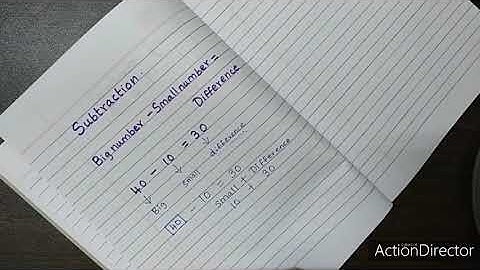 Subtraction.
Big number - Small number =
Difference
40 - 10 = 30
Big small difference
40 - 10 = 30
Small + Difference
10 + 30
ActionDirector